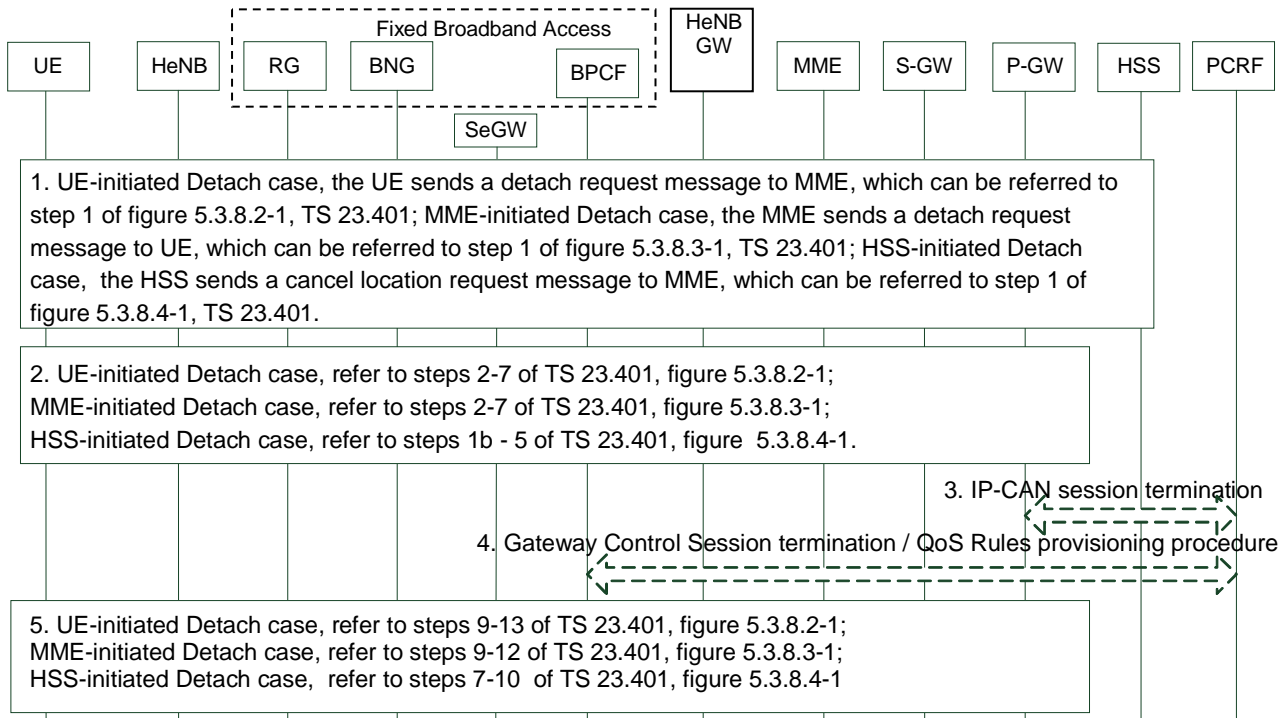 Fixed Broadband Access
HeNB
GW
UE
HeNB
RG
BNG
BPCF
MME
S-GW
P-GW
HSS
PCRF
SeGW
1. UE-initiated Detach case, the UE sends a detach request message to MME, which can be referred to
step 1 of figure 5.3.8.2-1, TS 23.401; MME-initiated Detach case, the MME sends a detach request
message to UE, which can be referred to step 1 of figure 5.3.8.3-1, TS 23.401; HSS-initiated Detach
case, the HSS sends a cancel location request message to MME, which can be referred to step 1 of
figure 5.3.8.4-1, TS 23.401.
2. UE-initiated Detach case, refer to steps 2-7 of TS 23.401, figure 5.3.8.2-1;
MME-initiated Detach case, refer to steps 2-7 of TS 23.401, figure 5.3.8.3-1;
HSS-initiated Detach case, refer to steps 1b - 5 of TS 23.401, figure 5.3.8.4-1.
3. IP-CAN session termination
4. Gateway Control Session termination / QoS Rules provisioning procedure
5. UE-initiated Detach case, refer to steps 9-13 of TS 23.401, figure 5.3.8.2-1;
MME-initiated Detach case, refer to steps 9-12 of TS 23.401, figure 5.3.8.3-1;
HSS-initiated Detach case, refer to steps 7-10 of TS 23.401, figure 5.3.8.4-1